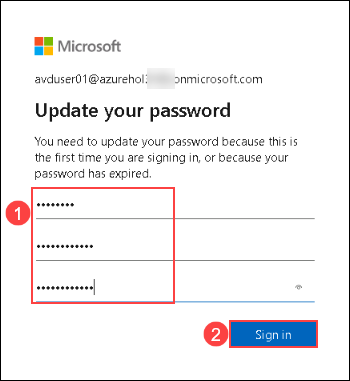 Microsoft
avduser01@azurehol onmicrosoft.com
Update your password
You need to update your password because this is
the first time you are signing in, or because your
password has expired.
1
••••••••
••••••••••••
••••••••••••
2
Sign in